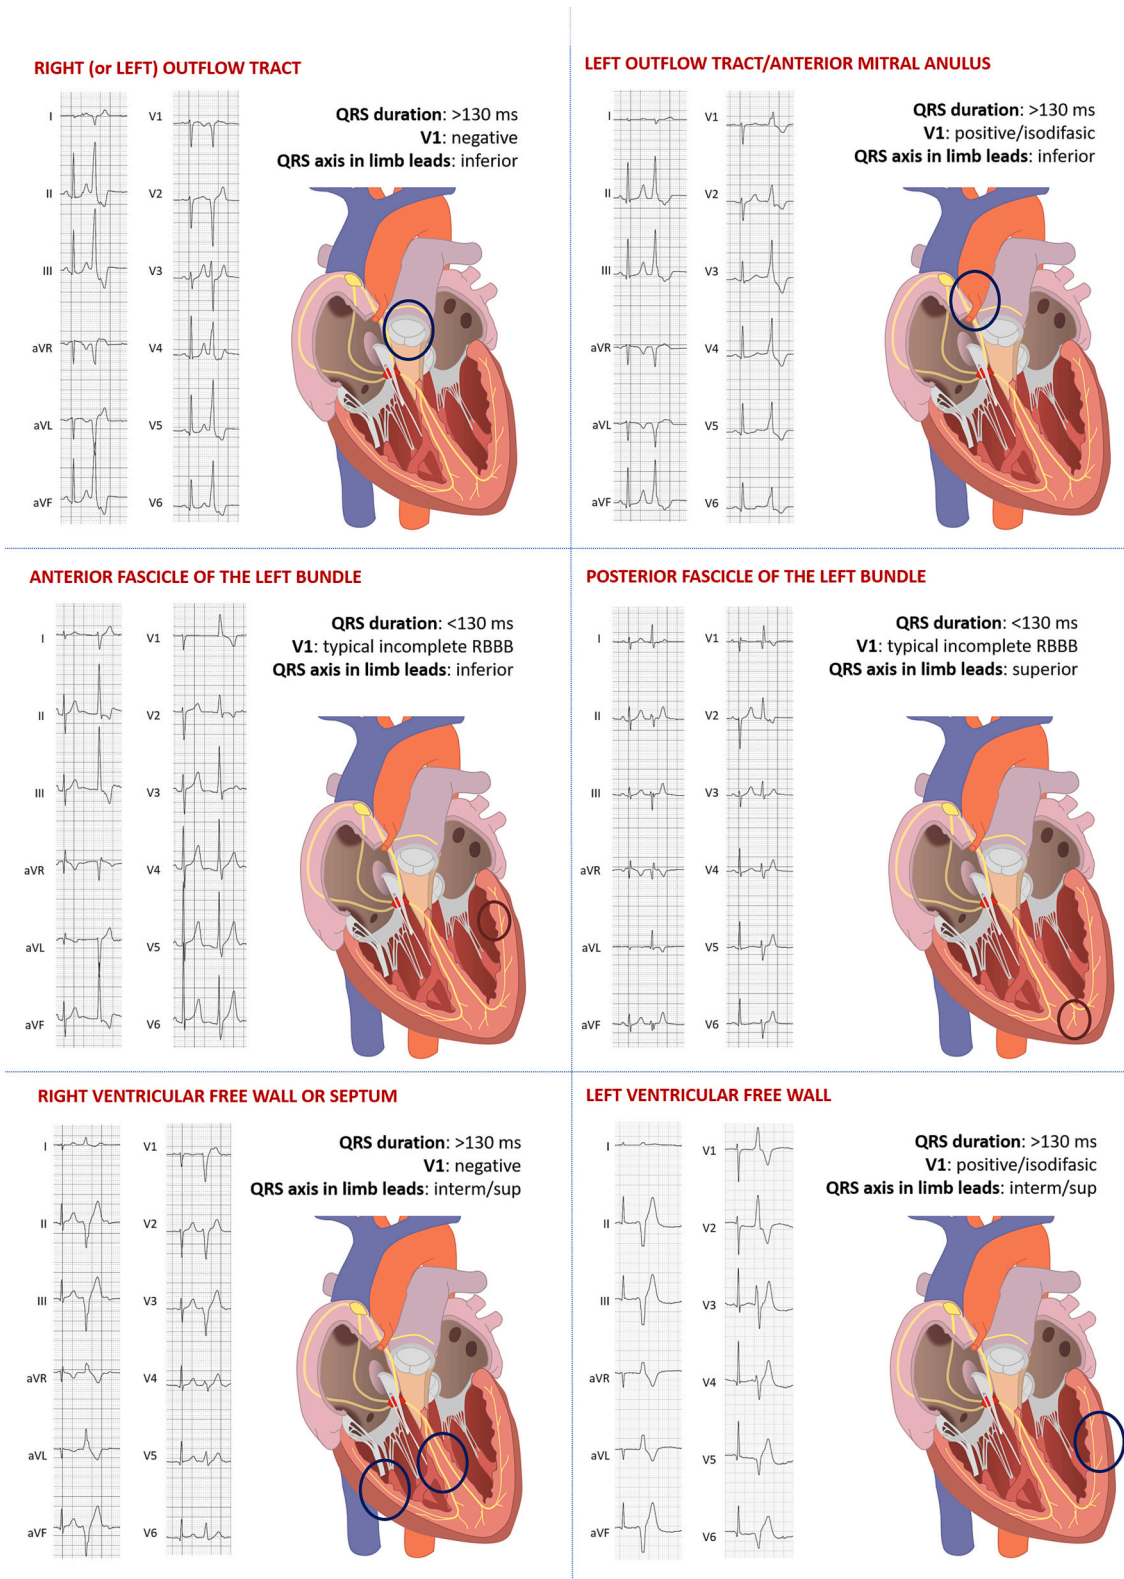 RIGHT (or LEFT) OUTFLOW TRACT
QRS duration: >130 ms
V1: negative
QRS axis in limb leads: inferior
I
II
III
aVR
aVL
aVF
V1
V2
V3
V4
V5
V6
LEFT OUTFLOW TRACT/ANTERIOR MITRAL ANULUS
QRS duration: >130 ms
V1: positive/isodifasic
QRS axis in limb leads: inferior
I
II
III
aVR
aVL
aVF
V1
V2
V3
V4
V5
V6
ANTERIOR FASCICLE OF THE LEFT BUNDLE
QRS duration: <130 ms
V1: typical incomplete RBBB
QRS axis in limb leads: inferior
I
II
III
aVR
aVL
aVF
V1
V2
V3
V4
V5
V6
POSTERIOR FASCICLE OF THE LEFT BUNDLE
QRS duration: <130 ms
V1: typical incomplete RBBB
QRS axis in limb leads: superior
I
II
III
aVR
aVL
aVF
V1
V2
V3
V4
V5
V6
RIGHT VENTRICULAR FREE WALL OR SEPTUM
QRS duration: >130 ms
V1: negative
QRS axis in limb leads: interm/sup
I
II
III
aVR
aVL
aVF
V1
V2
V3
V4
V5
V6
LEFT VENTRICULAR FREE WALL
QRS duration: >130 ms
V1: positive/isodifasic
QRS axis in limb leads: interm/sup
I
II
III
aVR
aVL
aVF
V1
V2
V3
V4
V5
V6